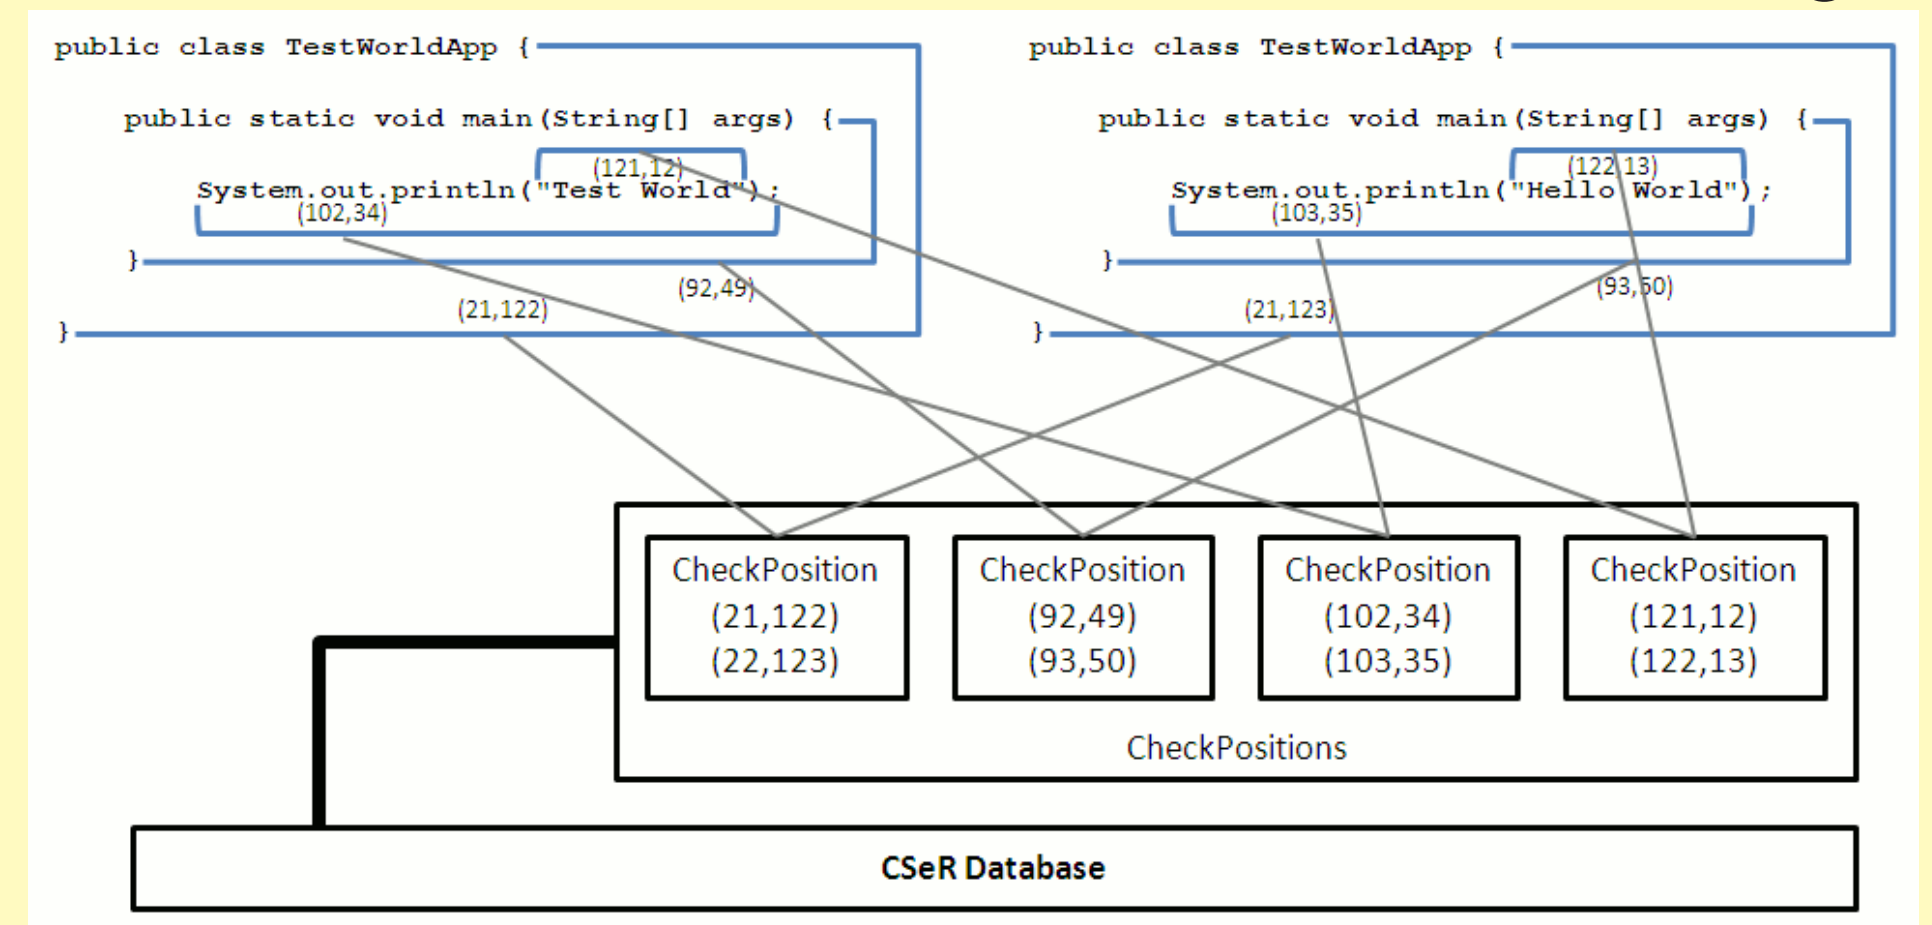 public class TestWorldApp {
public static void main(String[] args) {
(121,12)
System.out.println("Test World");
(102,34)
}
(92,49)
(21,122)
}
public class TestWorldApp {
public static void main(String[] args) {
(122,13)
System.out.println("Hello World");
(103,35)
}
(93,50)
(21,123)
}
CheckPosition
(21,122)
(22,123)
CheckPosition
(92,49)
(93,50)
CheckPosition
(102,34)
(103,35)
CheckPosition
(121,12)
(122,13)
CheckPositions
CSeR Database